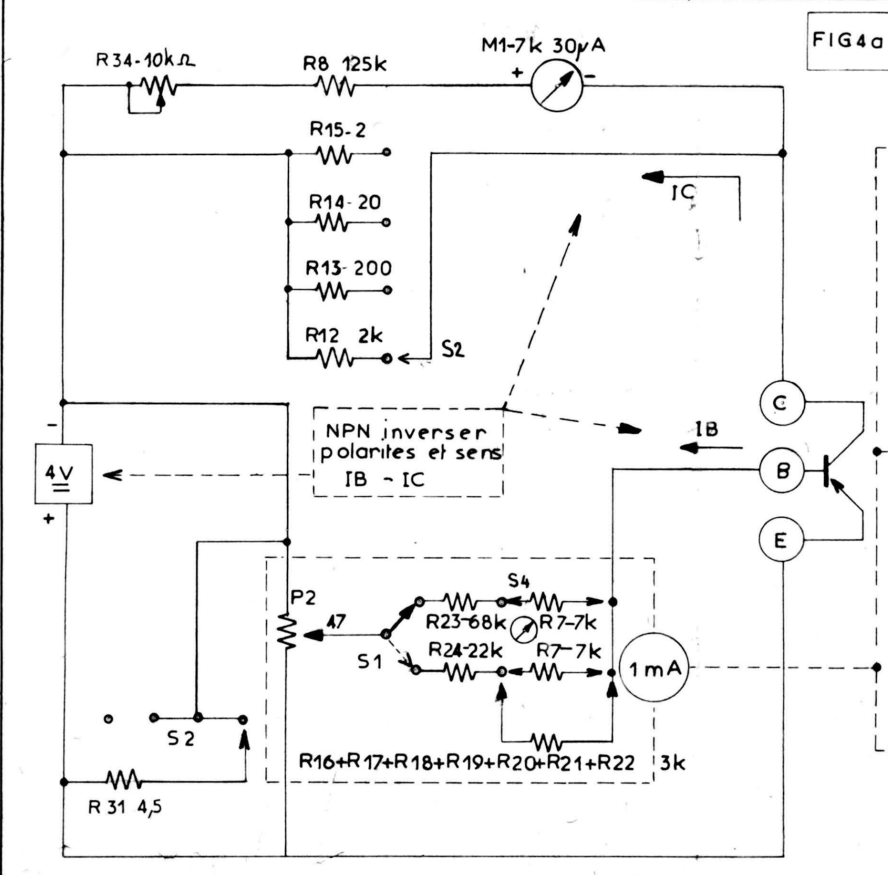 FIG4a
R34-10kΩ
R8 125k
M1-7k 30µA
+
-
R15-2
R14-20
R13-200
R12 2k
S2
IC
-
4V
+
NPN inverser
polarites et sens
IB - IC
IB
C
B
E
P2
47
S1
S4
R23-68k
R7-7k
R24-22k
R7-7k
1mA
S2
R16+R17+R18+R19+R20+R21+R22
3k
R31 4,5